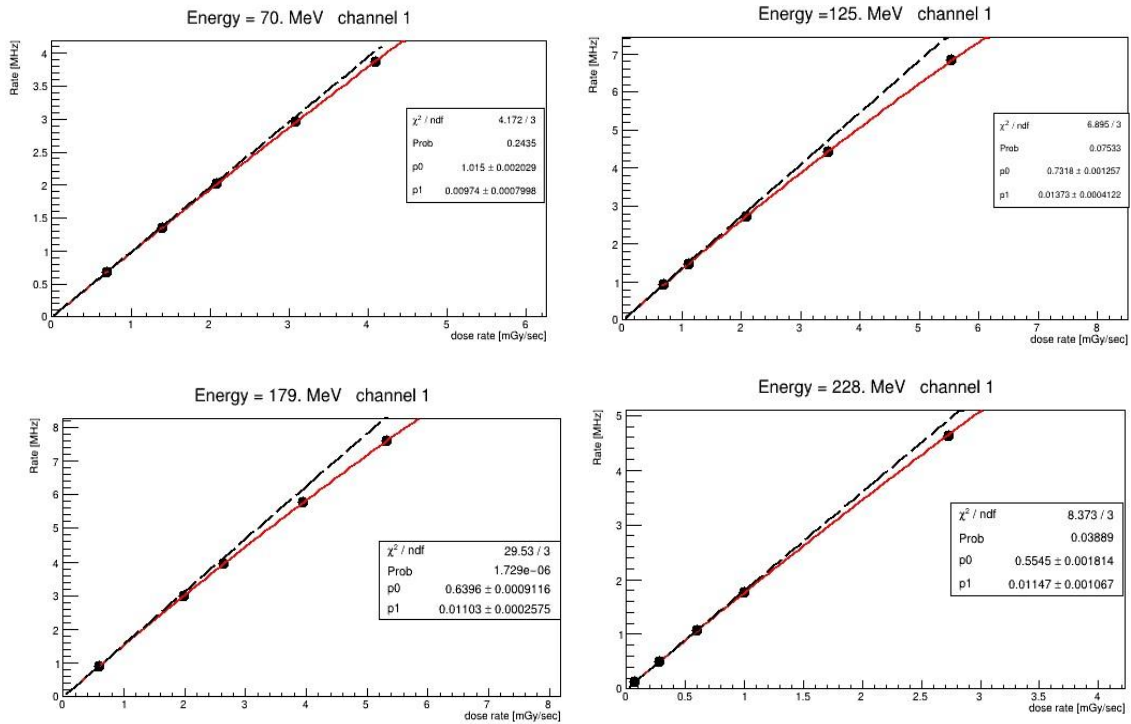 Energy = 70. MeV channel 1
Rate [MHz]
4
3.5
3
2.5
2
1.5
1
0.5
0
χ² / ndf 4.172 / 3
Prob 0.2435
p0 1.015 ± 0.002029
p1 0.00974 ± 0.0007998
0 1 2 3 4 5 6
dose rate [mGy/sec]
Energy =125. MeV channel 1
Rate [MHz]
7
6
5
4
3
2
1
0
χ² / ndf 6.895 / 3
Prob 0.07533
p0 0.7318 ± 0.001257
p1 0.01373 ± 0.0004122
0 1 2 3 4 5 6 7 8
dose rate [mGy/sec]
Energy = 179. MeV channel 1
Rate [MHz]
8
7
6
5
4
3
2
1
0
χ² / ndf 29.53 / 3
Prob 1.729e−06
p0 0.6396 ± 0.0009116
p1 0.01103 ± 0.0002575
0 1 2 3 4 5 6 7 8
dose rate [mGy/sec]
Energy = 228. MeV channel 1
Rate [MHz]
5
4
3
2
1
0
χ² / ndf 8.373 / 3
Prob 0.03889
p0 0.5545 ± 0.001814
p1 0.01147 ± 0.001067
0.5 1 1.5 2 2.5 3 3.5 4
dose rate [mGy/sec]